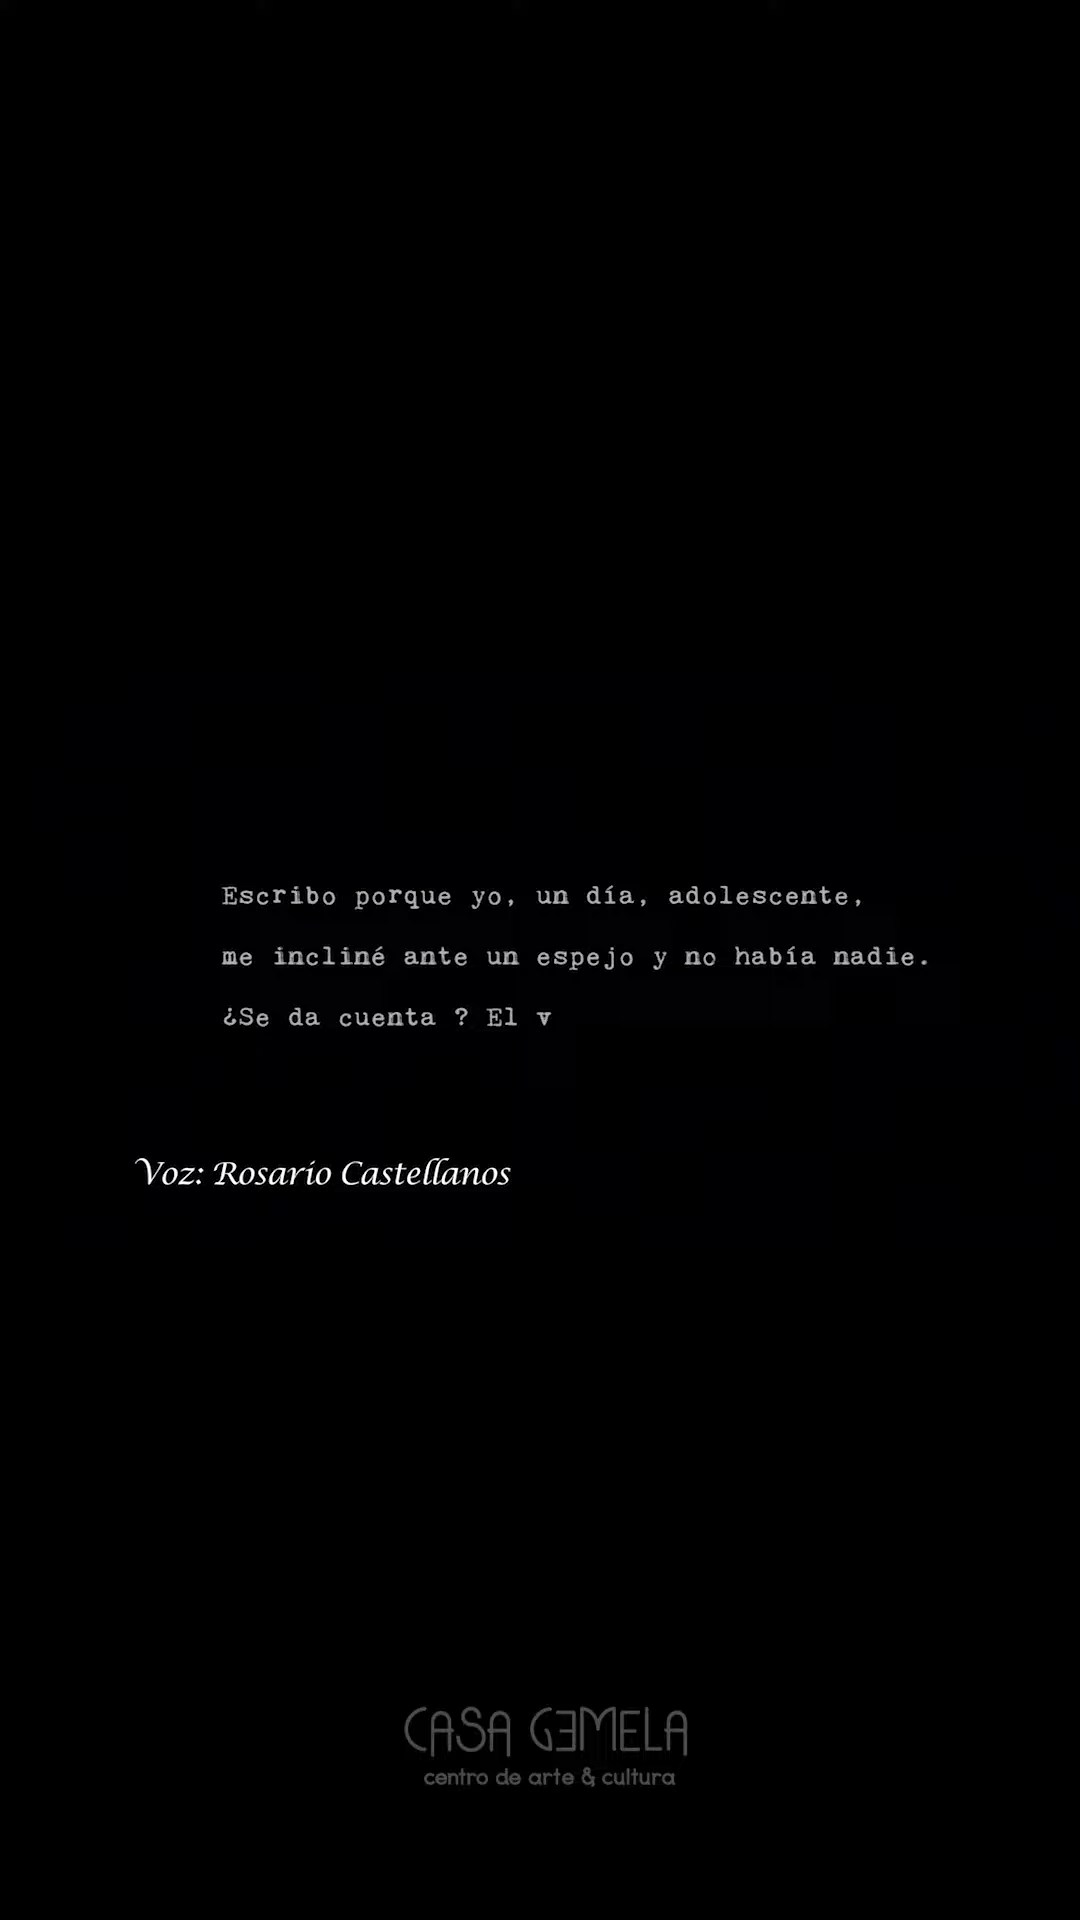 Escribo porque yo, un día, adolescente,
me incliné ante un espejo y no había nadie.
¿Se da cuenta ? El v
Voz: Rosario Castellanos
CASA GEMELA
centro de arte & cultura